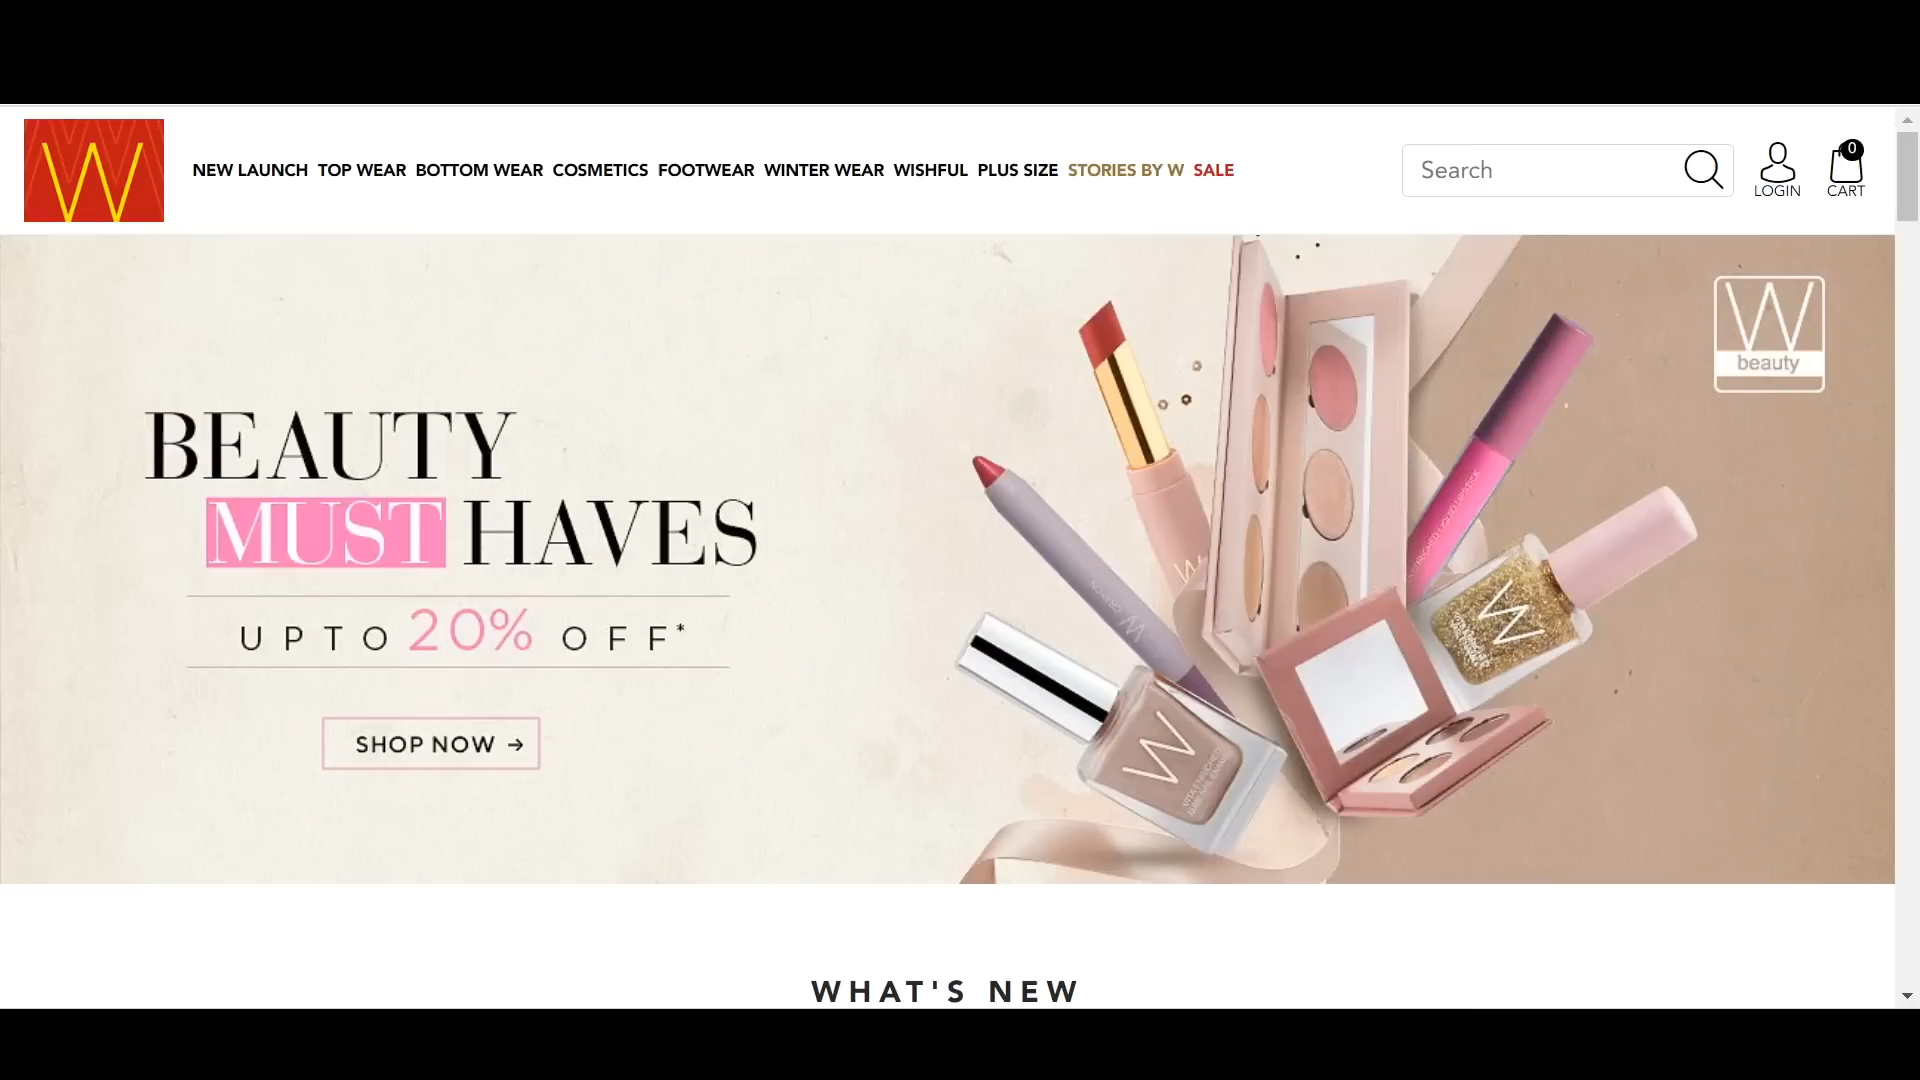 W
NEW LAUNCH TOP WEAR BOTTOM WEAR COSMETICS FOOTWEAR WINTER WEAR WISHFUL PLUS SIZE STORIES BY W SALE
Search
LOGIN
0
CART
W
beauty
BEAUTY
MUST HAVES
UPTO 20% OFF*
SHOP NOW →
W
CRAYON
W
W
W
WHAT'S NEW